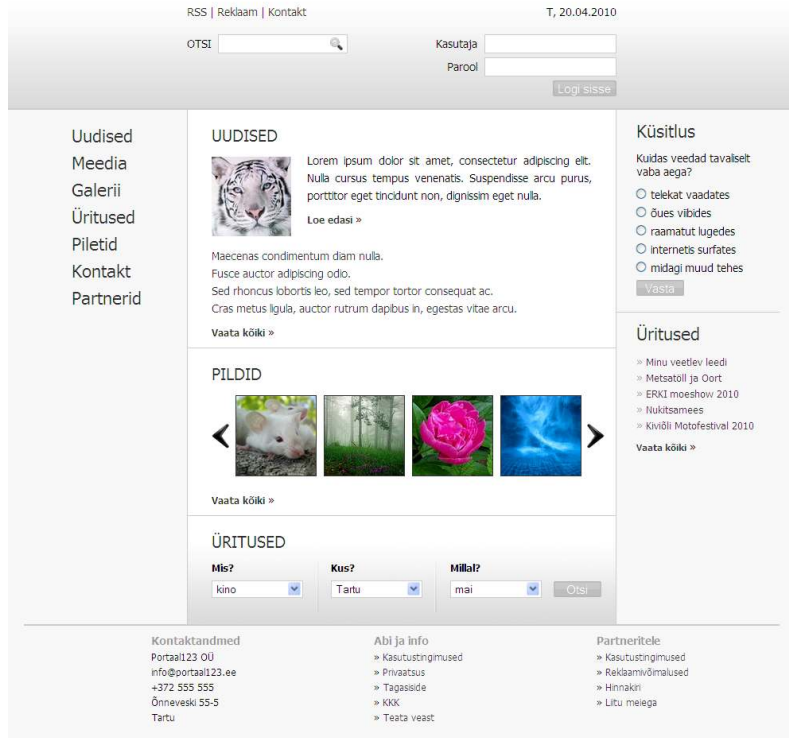 RSS | Reklaam | Kontakt
T, 20.04.2010
OTSI
Kasutaja
Parool
Logi sisse
Uudised
Meedia
Galerii
Üritused
Piletid
Kontakt
Partnerid
UUDISED
Lorem ipsum dolor sit amet, consectetur adipiscing elit.
Nulla cursus tempus venenatis. Suspendisse arcu purus,
porttitor eget tincidunt non, dignissim eget nulla.
Loe edasi »
Maecenas condimentum diam nulla.
Fusce auctor adipiscing odio.
Sed rhoncus lobortis leo, sed tempor tortor consequat ac.
Cras metus ligula, auctor rutrum dapibus in, egestas vitae arcu.
Vaata kõiki »
PILDID
Vaata kõiki »
ÜRITUSED
Mis?
Kus?
Millal?
kino
Tartu
mai
Otsi
Küsitlus
Kuidas veedad tavaliselt
vaba aega?
telekat vaadates
õues viibides
raamatut lugedes
internetis surfates
midagi muud tehes
Vasta
Üritused
» Minu veetlev leedi
» Metsatöll ja Oort
» ERKI moeshow 2010
» Nukitsamees
» Kiviõli Motofestival 2010
Vaata kõiki »
Kontaktandmed
Portaal123 OÜ
info@portaal123.ee
+372 555 555
Õnneveski 55-5
Tartu
Abi ja info
» Kasutustingimused
» Privaatsus
» Tagasiside
» KKK
» Teata veast
Partneritele
» Kasutustingimused
» Reklaamivõimalused
» Hinnakiri
» Liitu meiega